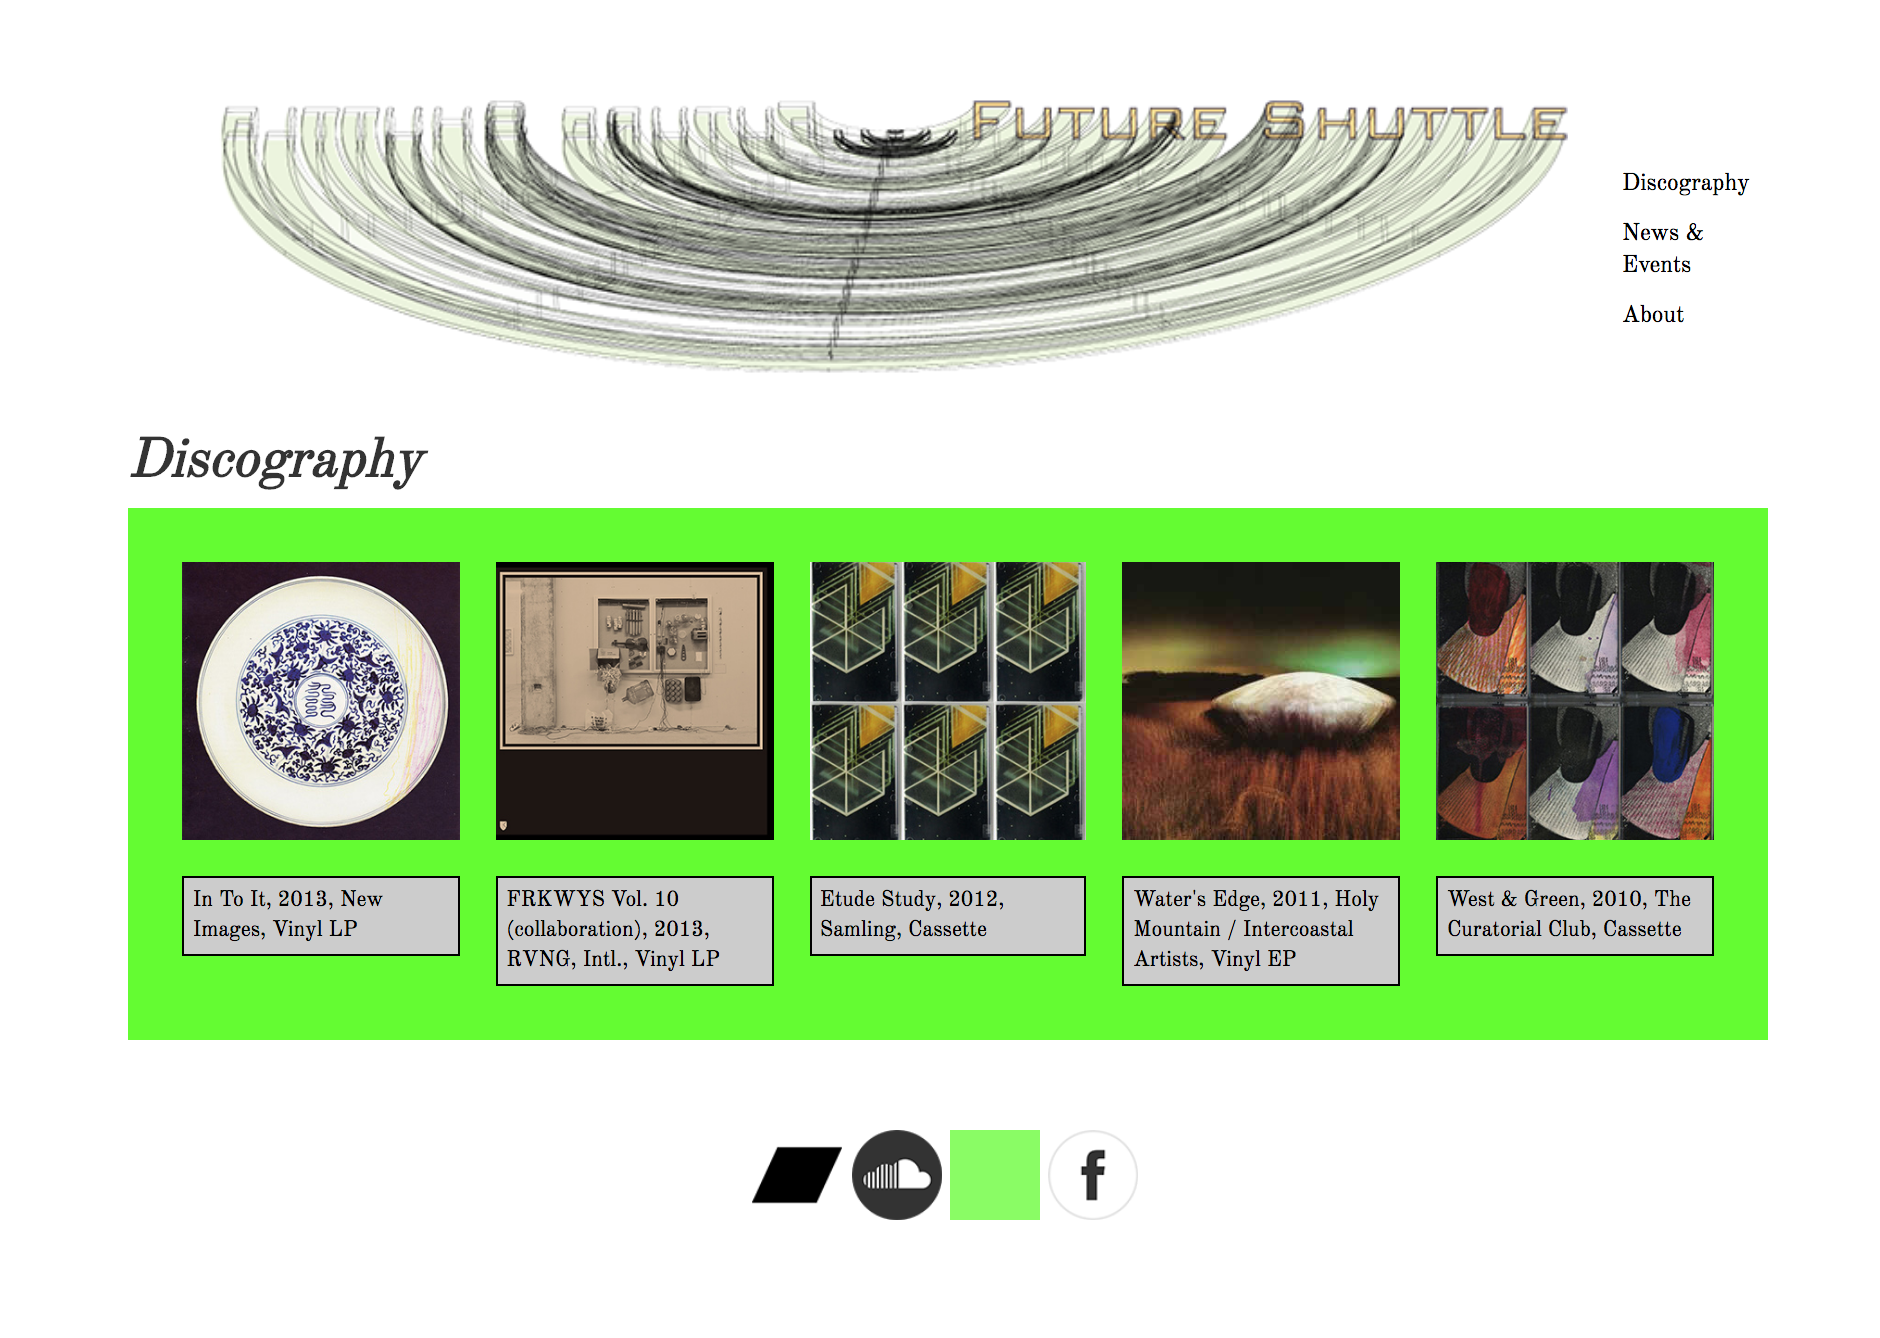 Future Shuttle
Discography
News &
Events
About
Discography
In To It, 2013, New
Images, Vinyl LP
FRKWYS Vol. 10
(collaboration), 2013,
RVNG, Intl., Vinyl LP
Etude Study, 2012,
Samling, Cassette
Water's Edge, 2011, Holy
Mountain / Intercoastal
Artists, Vinyl EP
West & Green, 2010, The
Curatorial Club, Cassette
f